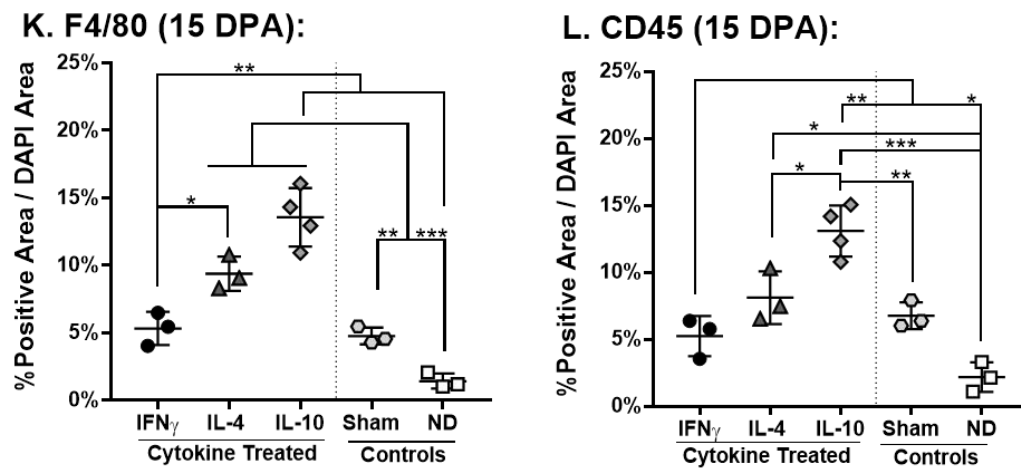 K. F4/80 (15 DPA):
25%
20%
15%
10%
5%
0%
%Positive Area / DAPI Area
**
*
** ***
IFNγ IL-4 IL-10 Sham ND
Cytokine Treated Controls
L. CD45 (15 DPA):
25%
20%
15%
10%
5%
0%
%Positive Area / DAPI Area
** *
*
***
* **
IFNγ IL-4 IL-10 Sham ND
Cytokine Treated Controls